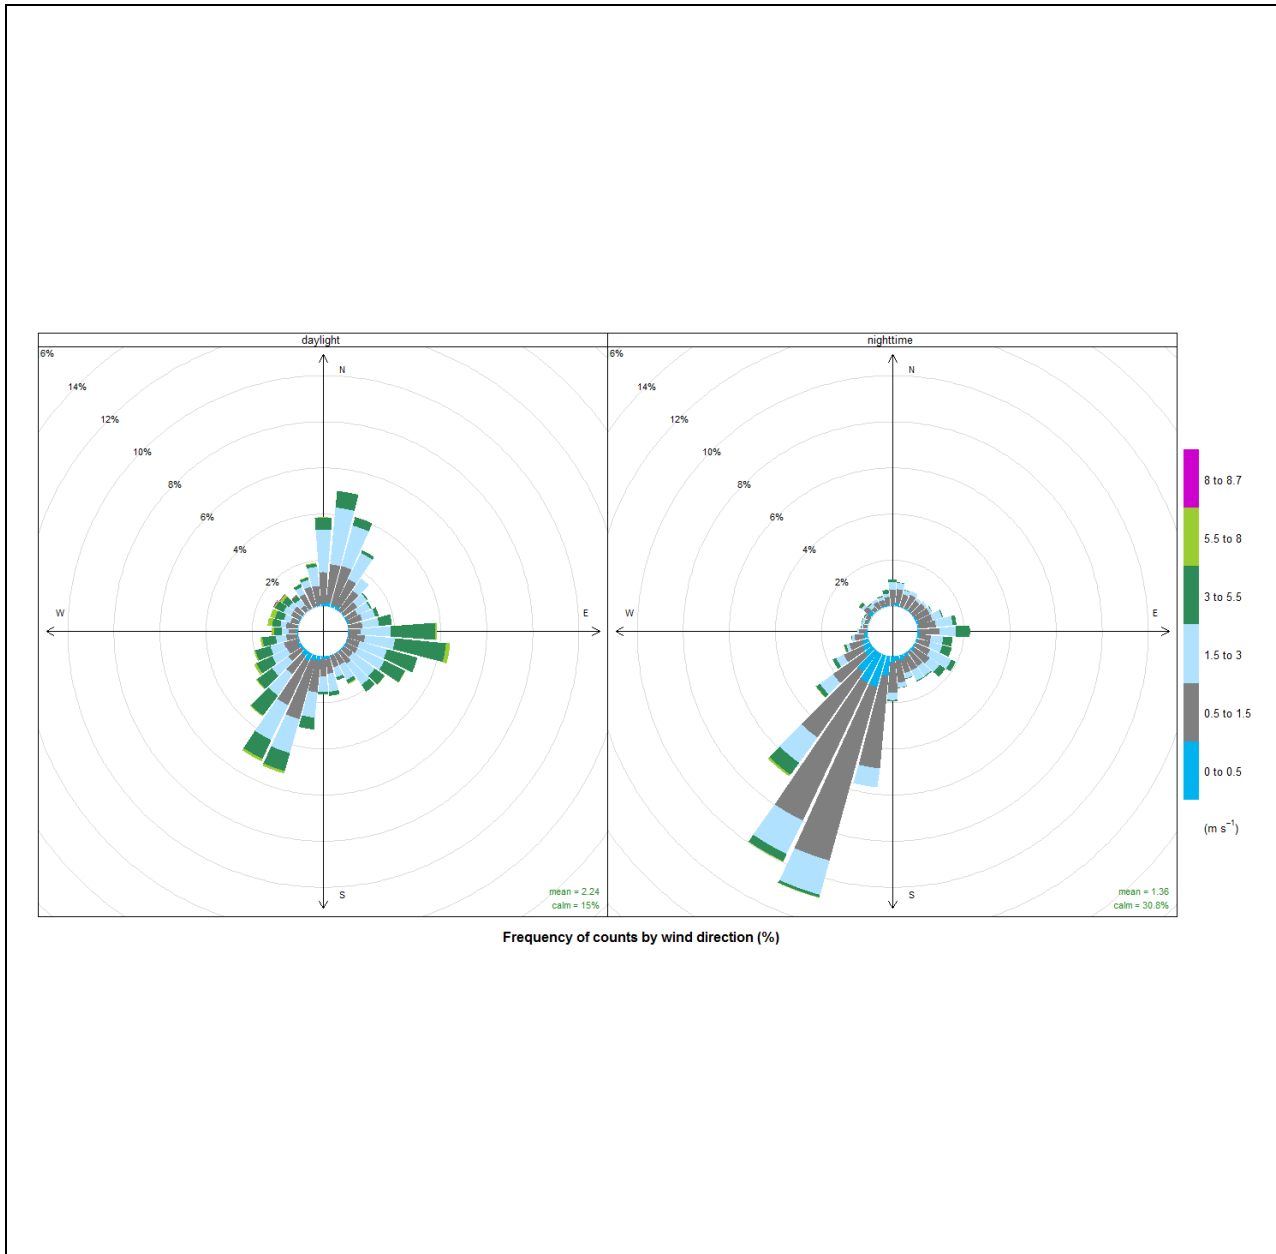 daylight
6%
14%
12%
10%
8%
6%
4%
2%
N
W
E
S
mean = 2.24
calm = 15%
nighttime
6%
14%
12%
10%
8%
6%
4%
2%
N
W
E
S
mean = 1.36
calm = 30.8%
8 to 8.7
5.5 to 8
3 to 5.5
1.5 to 3
0.5 to 1.5
0 to 0.5
(m s⁻¹)
Frequency of counts by wind direction (%)